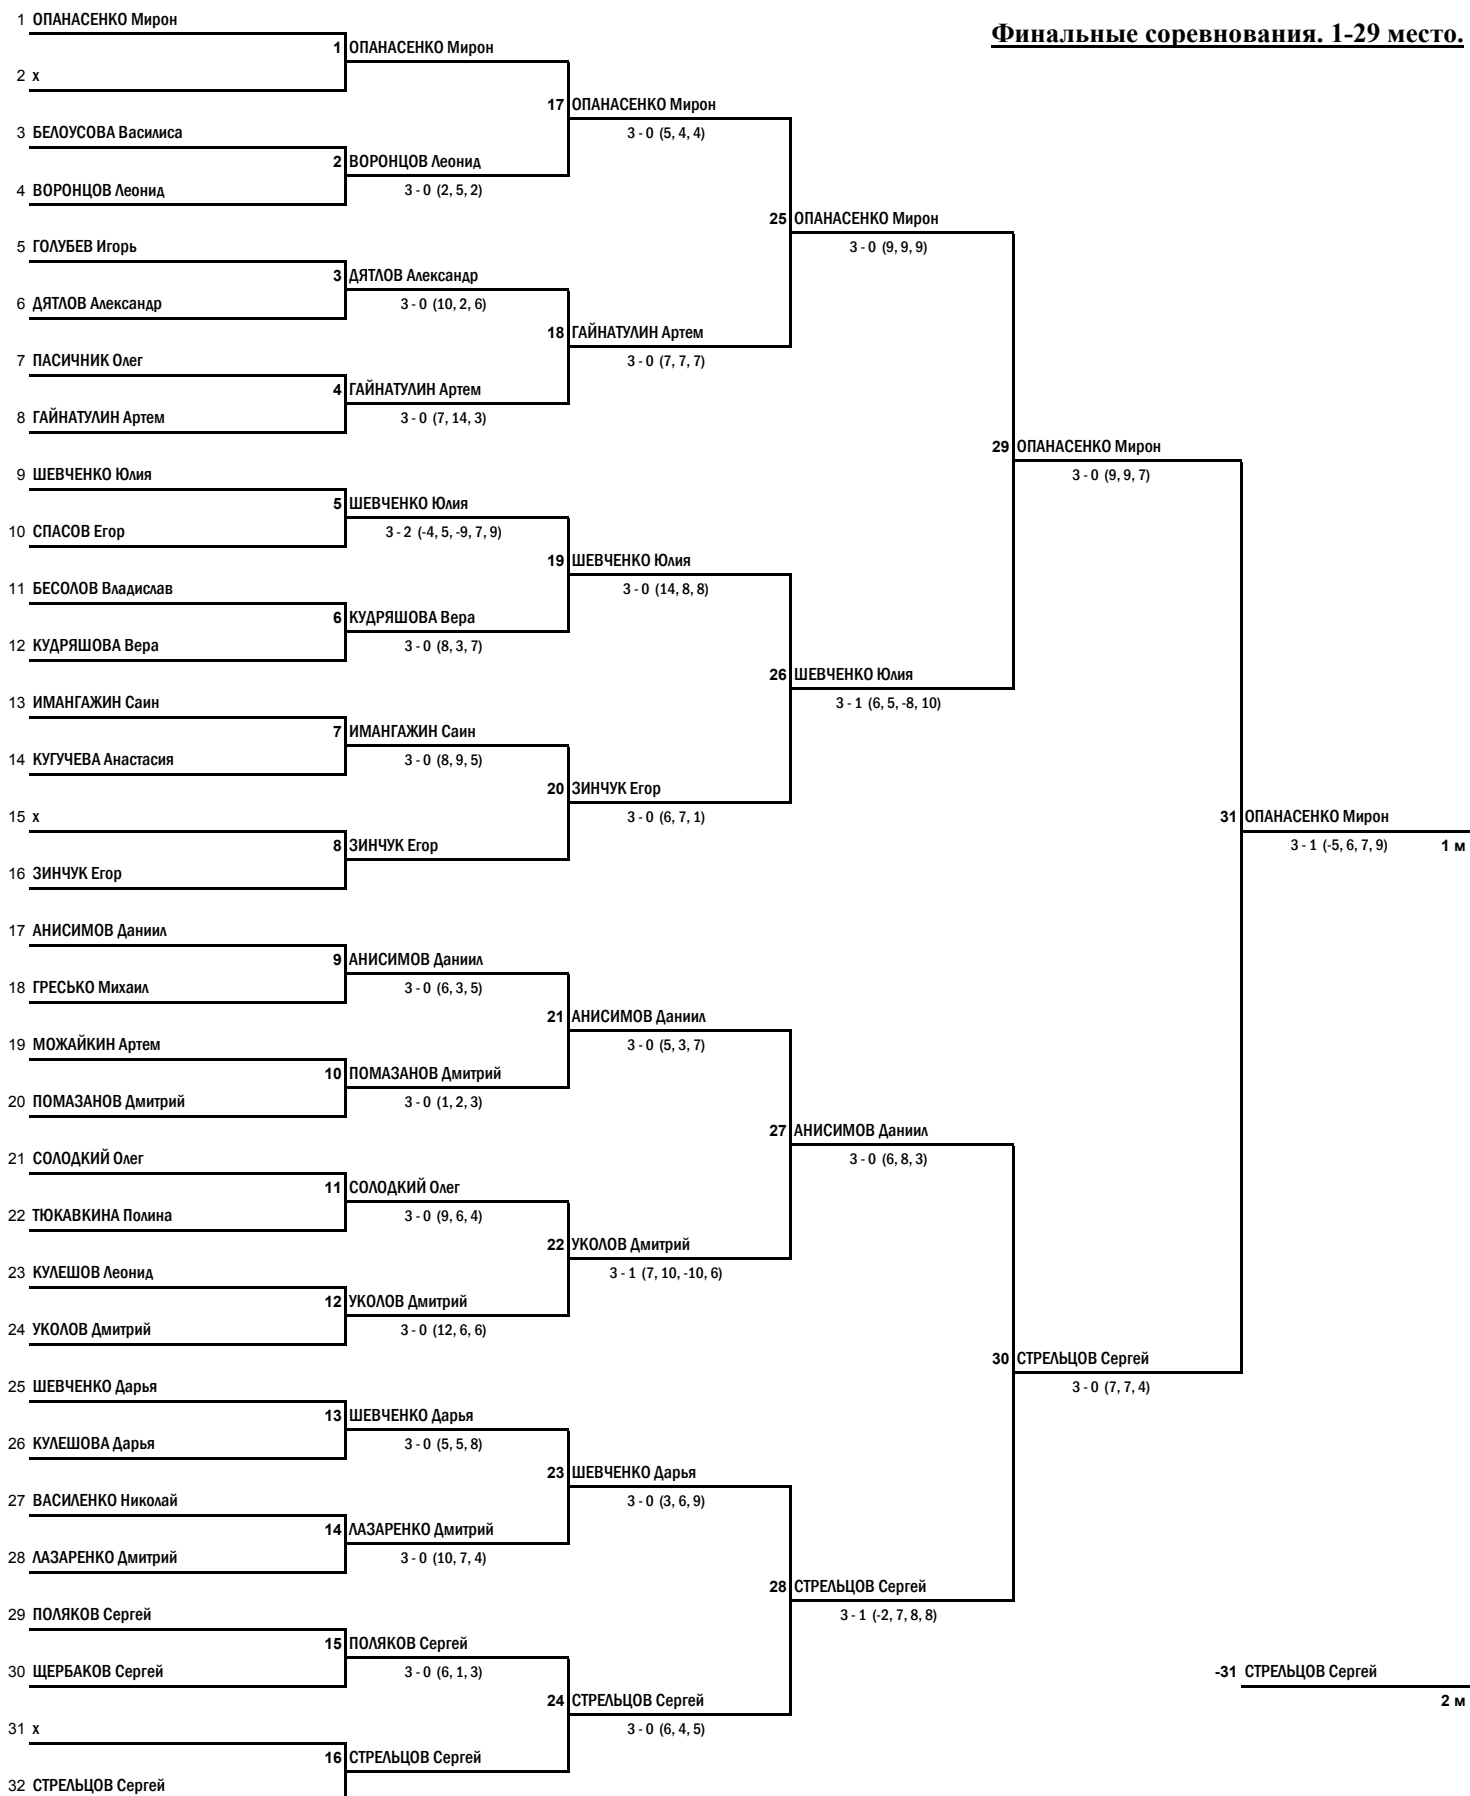 1 ОПАНАСЕНКО Мирон
Финальные соревнования. 1-29 место.
1 ОПАНАСЕНКО Мирон
2 х
17 ОПАНАСЕНКО Мирон
3 БЕЛОУСОВА Василиса
3 - 0 (5, 4, 4)
2 ВОРОНЦОВ Леонид
4 ВОРОНЦОВ Леонид
3 - 0 (2, 5, 2)
25 ОПАНАСЕНКО Мирон
5 ГОЛУБЕВ Игорь
3 - 0 (9, 9, 9)
3 ДЯТЛОВ Александр
6 ДЯТЛОВ Александр
3 - 0 (10, 2, 6)
18 ГАЙНАТУЛИН Артем
7 ПАСИЧНИК Олег
3 - 0 (7, 7, 7)
4 ГАЙНАТУЛИН Артем
8 ГАЙНАТУЛИН Артем
3 - 0 (7, 14, 3)
29 ОПАНАСЕНКО Мирон
9 ШЕВЧЕНКО Юлия
3 - 0 (9, 9, 7)
5 ШЕВЧЕНКО Юлия
10 СПАСОВ Егор
3 - 2 (-4, 5, -9, 7, 9)
19 ШЕВЧЕНКО Юлия
11 БЕСОЛОВ Владислав
3 - 0 (14, 8, 8)
6 КУДРЯШОВА Вера
12 КУДРЯШОВА Вера
3 - 0 (8, 3, 7)
26 ШЕВЧЕНКО Юлия
13 ИМАНГАЖИН Саин
3 - 1 (6, 5, -8, 10)
7 ИМАНГАЖИН Саин
14 КУГУЧЕВА Анастасия
3 - 0 (8, 9, 5)
20 ЗИНЧУК Егор
15 х
3 - 0 (6, 7, 1)
31 ОПАНАСЕНКО Мирон
8 ЗИНЧУК Егор
3 - 1 (-5, 6, 7, 9) 1 м
16 ЗИНЧУК Егор
17 АНИСИМОВ Даниил
9 АНИСИМОВ Даниил
18 ГРЕСЬКО Михаил
3 - 0 (6, 3, 5)
21 АНИСИМОВ Даниил
19 МОЖАЙКИН Артем
3 - 0 (5, 3, 7)
10 ПОМАЗАНОВ Дмитрий
20 ПОМАЗАНОВ Дмитрий
3 - 0 (1, 2, 3)
27 АНИСИМОВ Даниил
21 СОЛОДКИЙ Олег
3 - 0 (6, 8, 3)
11 СОЛОДКИЙ Олег
22 ТЮКАВКИНА Полина
3 - 0 (9, 6, 4)
22 УКОЛОВ Дмитрий
23 КУЛЕШОВ Леонид
3 - 1 (7, 10, -10, 6)
12 УКОЛОВ Дмитрий
24 УКОЛОВ Дмитрий
3 - 0 (12, 6, 6)
30 СТРЕЛЬЦОВ Сергей
25 ШЕВЧЕНКО Дарья
3 - 0 (7, 7, 4)
13 ШЕВЧЕНКО Дарья
26 КУЛЕШОВА Дарья
3 - 0 (5, 5, 8)
23 ШЕВЧЕНКО Дарья
27 ВАСИЛЕНКО Николай
3 - 0 (3, 6, 9)
14 ЛАЗАРЕНКО Дмитрий
28 ЛАЗАРЕНКО Дмитрий
3 - 0 (10, 7, 4)
28 СТРЕЛЬЦОВ Сергей
29 ПОЛЯКОВ Сергей
3 - 1 (-2, 7, 8, 8)
15 ПОЛЯКОВ Сергей
30 ЩЕРБАКОВ Сергей
3 - 0 (6, 1, 3)
-31 СТРЕЛЬЦОВ Сергей
24 СТРЕЛЬЦОВ Сергей
2 м
31 х
3 - 0 (6, 4, 5)
16 СТРЕЛЬЦОВ Сергей
32 СТРЕЛЬЦОВ Сергей